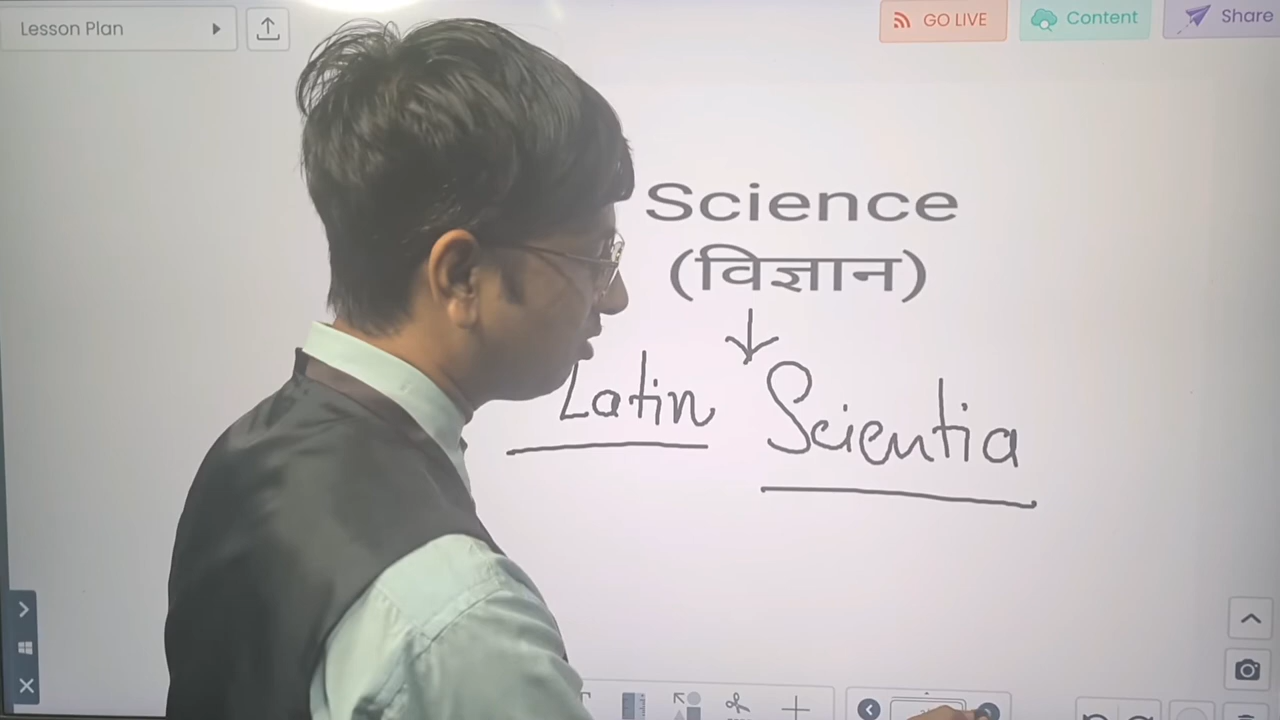 Lesson Plan
GO LIVE
Content
Share
Science
(विज्ञान)
Latin Scientia